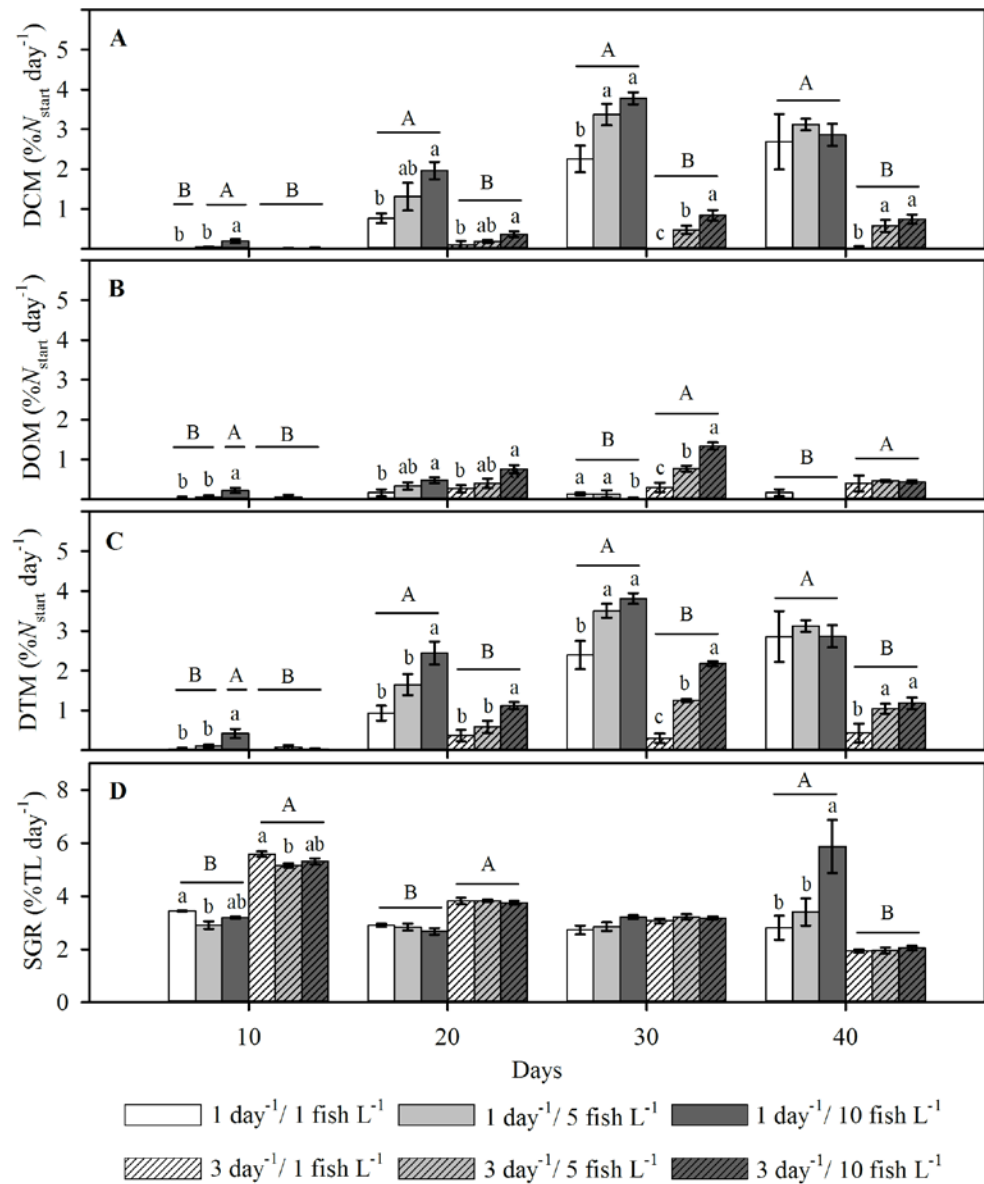 A
DCM (%Nstart day-1)
5
4
3
2
1
B A B
b b a
A
b ab a
B
b ab a
A
b a a
B
c b a
A
B
b a a
B
DOM (%Nstart day-1)
5
4
3
2
1
B A B
b b a
ab a b ab a
B
a a b
A
c b a
B
A
C
DTM (%Nstart day-1)
5
4
3
2
1
B A B
b b a
A
b b a
B
b b a
A
b a a
B
c b a
A
B
b a a
D
SGR (%TL day-1)
8
6
4
2
0
B
a b ab
A
a b ab
B
A
A
b b a
B
10 20 30 40
Days
1 day-1/ 1 fish L-1 1 day-1/ 5 fish L-1 1 day-1/ 10 fish L-1
3 day-1/ 1 fish L-1 3 day-1/ 5 fish L-1 3 day-1/ 10 fish L-1